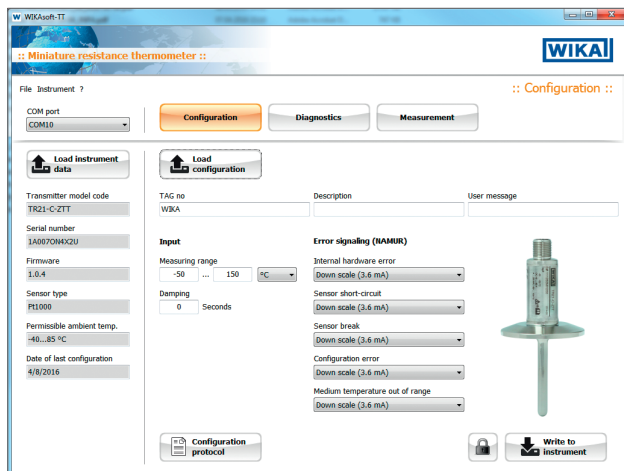 WIKAsoft-TT
:: Miniature resistance thermometer ::
WIKA
File Instrument ?
:: Configuration ::
COM port
COM10
Configuration
Diagnostics
Measurement
Load instrument
data
Load
configuration
Transmitter model code
TR21-C-ZTT
Serial number
1A007ON4X2U
Firmware
1.0.4
Sensor type
Pt1000
Permissible ambient temp.
-40...85 °C
Date of last configuration
4/8/2016
TAG no
WIKA
Description
User message
Input
Measuring range
-50 ... 150 °C
Damping
0 Seconds
Error signaling (NAMUR)
Internal hardware error
Down scale (3.6 mA)
Sensor short-circuit
Down scale (3.6 mA)
Sensor break
Down scale (3.6 mA)
Configuration error
Down scale (3.6 mA)
Medium temperature out of range
Down scale (3.6 mA)
Configuration
protocol
Write to
instrument